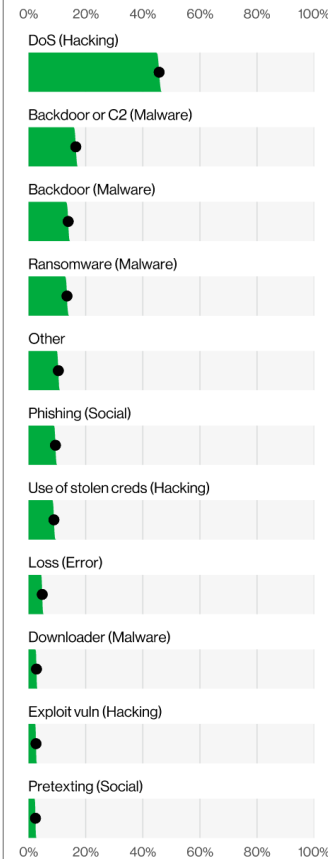 0% 20% 40% 60% 80% 100%
DoS (Hacking)
Backdoor or C2 (Malware)
Backdoor (Malware)
Ransomware (Malware)
Other
Phishing (Social)
Use of stolen creds (Hacking)
Loss (Error)
Downloader (Malware)
Exploit vuln (Hacking)
Pretexting (Social)
0% 20% 40% 60% 80% 100%